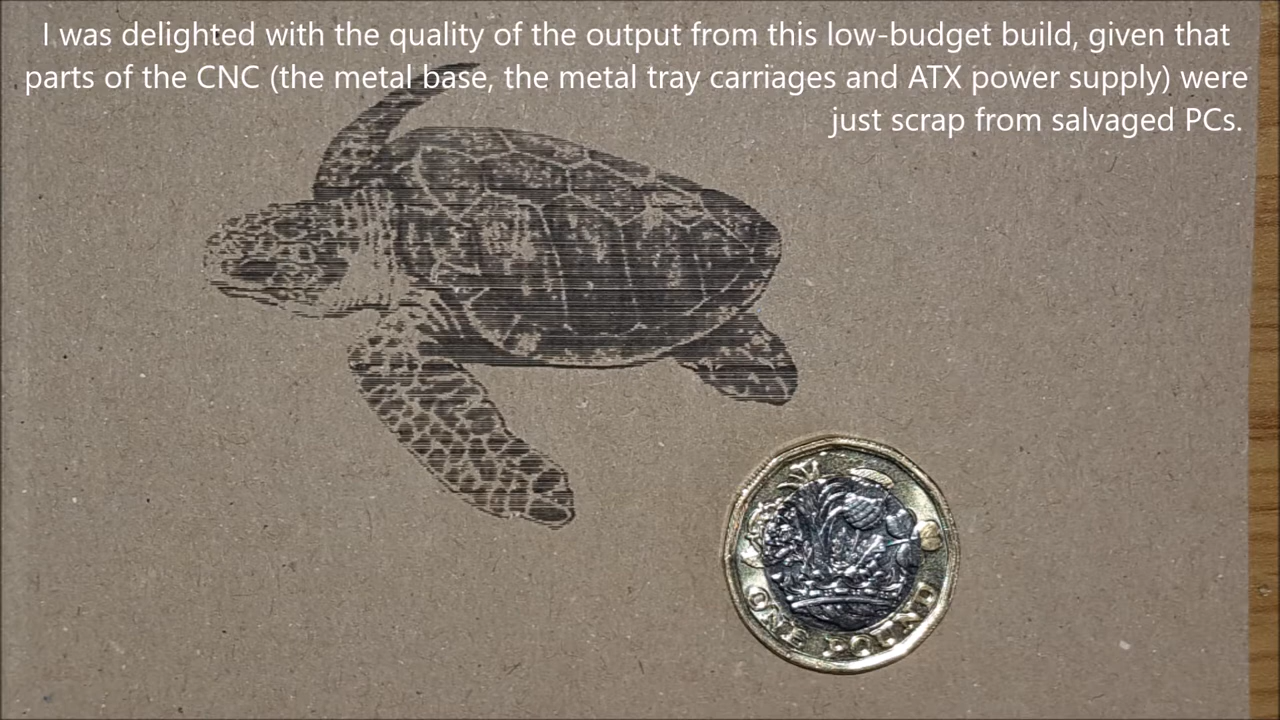 I was delighted with the quality of the output from this low-budget build, given that
parts of the CNC (the metal base, the metal tray carriages and ATX power supply) were
just scrap from salvaged PCs.
ONE POUND